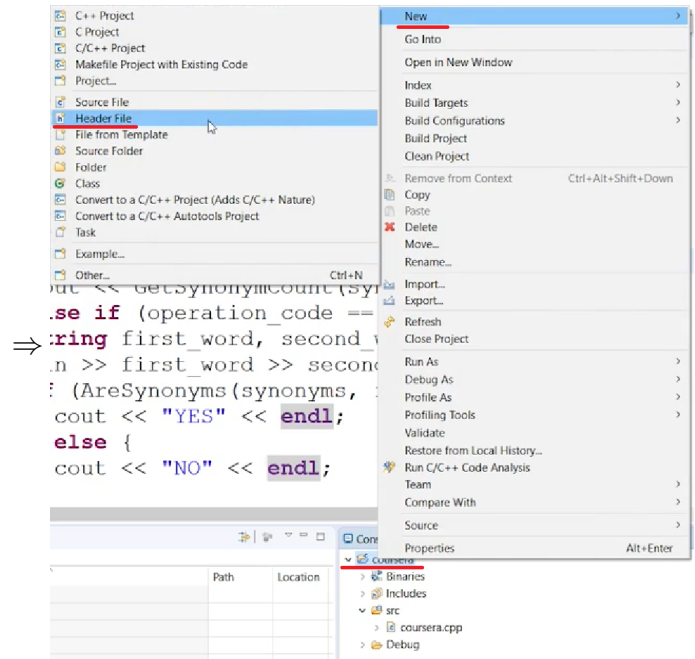 C++ Project
C Project
C/C++ Project
Makefile Project with Existing Code
Project...
Source File
Header File
File from Template
Source Folder
Folder
Class
Convert to a C/C++ Project (Adds C/C++ Nature)
Convert to a C/C++ Autotools Project
Task
Example...
Other... Ctrl+N
New
Go Into
Open in New Window
Index
Build Targets
Build Configurations
Build Project
Clean Project
Remove from Context Ctrl+Alt+Shift+Down
Copy
Paste
Delete
Move...
Rename...
Import...
Export...
Refresh
Close Project
Run As
Debug As
Profile As
Profiling Tools
Validate
Restore from Local History...
Run C/C++ Code Analysis
Team
Compare With
Source
Properties Alt+Enter
out << GetSynonymCount(sy
lse if (operation_code ==
⇒ tring first_word, second_w
in >> first_word >> secon
f (AreSynonyms(synonyms,
cout << "YES" << endl;
else {
cout << "NO" << endl;
Path Location
Cons
coursera
Binaries
Includes
src
coursera.cpp
Debug